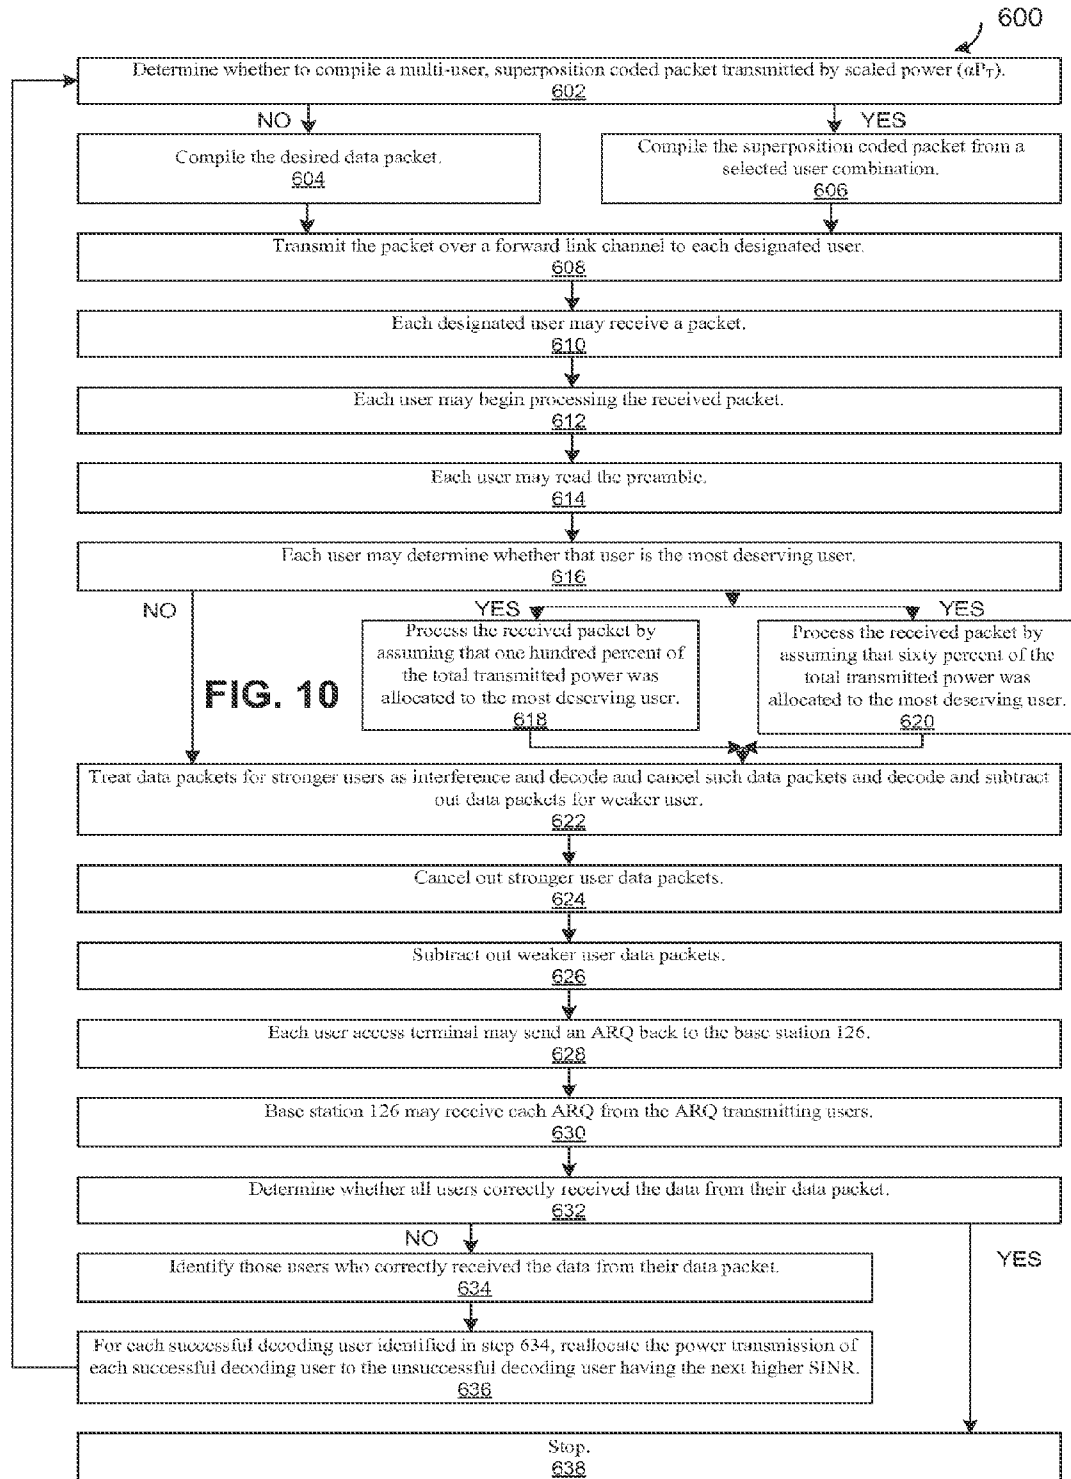 600
Determine whether to compile a multi-user, superposition coded packet transmitted by scaled power (αP_T).
602
NO
YES
Compile the desired data packet.
604
Compile the superposition coded packet from a
selected user combination.
606
Transmit the packet over a forward link channel to each designated user.
608
Each designated user may receive a packet.
610
Each user may begin processing the received packet.
612
Each user may read the preamble.
614
Each user may determine whether that user is the most deserving user.
616
NO
YES
YES
Process the received packet by
assuming that one hundred percent of
the total transmitted power was
allocated to the most deserving user.
618
Process the received packet by
assuming that sixty percent of the
total transmitted power was
allocated to the most deserving user.
620
FIG. 10
Treat data packets for stronger users as interference and decode and cancel such data packets and decode and subtract
out data packets for weaker user.
622
Cancel out stronger user data packets.
624
Subtract out weaker user data packets.
626
Each user access terminal may send an ARQ back to the base station 126.
628
Base station 126 may receive each ARQ from the ARQ transmitting users.
630
Determine whether all users correctly received the data from their data packet.
632
NO
YES
Identify those users who correctly received the data from their data packet.
634
For each successful decoding user identified in step 634, reallocate the power transmission of
each successful decoding user to the unsuccessful decoding user having the next higher SINR.
636
Stop.
638